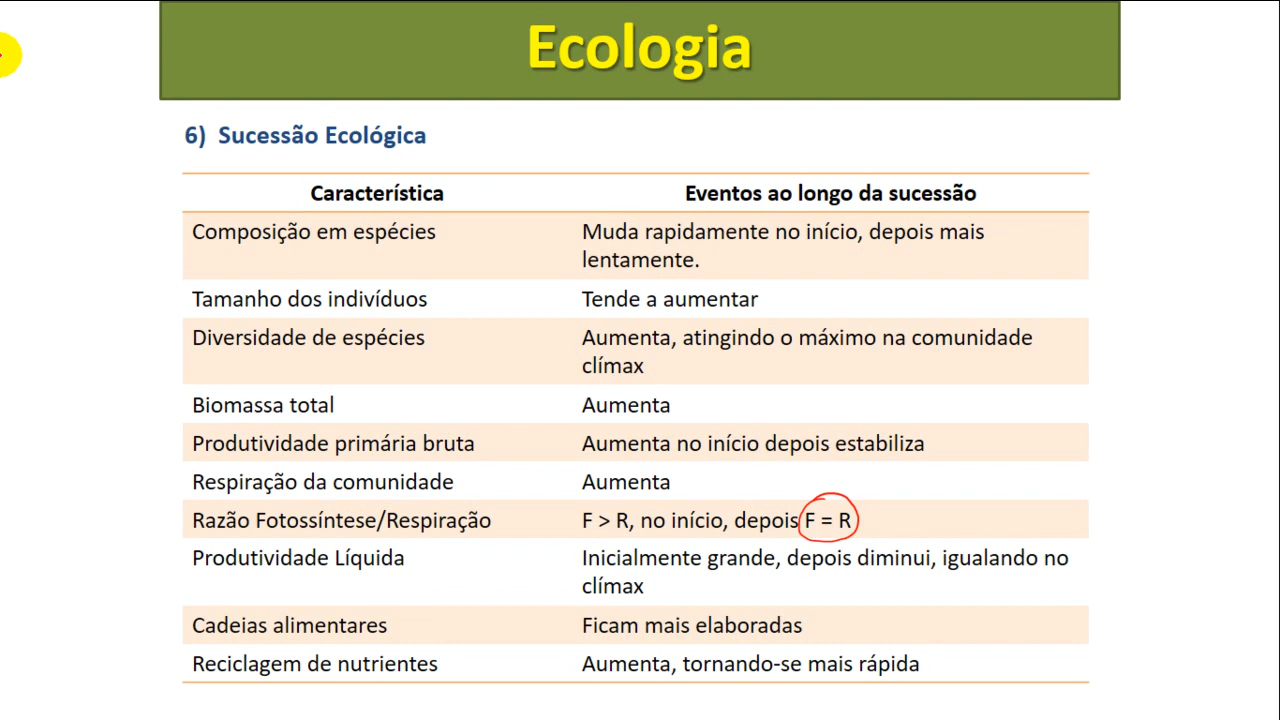 Ecologia
6) Sucessão Ecológica
Característica Eventos ao longo da sucessão
Composição em espécies Muda rapidamente no início, depois mais
lentamente.
Tamanho dos indivíduos Tende a aumentar
Diversidade de espécies Aumenta, atingindo o máximo na comunidade
clímax
Biomassa total Aumenta
Produtividade primária bruta Aumenta no início depois estabiliza
Respiração da comunidade Aumenta
Razão Fotossíntese/Respiração F > R, no início, depois F = R
Produtividade Líquida Inicialmente grande, depois diminui, igualando no
clímax
Cadeias alimentares Ficam mais elaboradas
Reciclagem de nutrientes Aumenta, tornando-se mais rápida